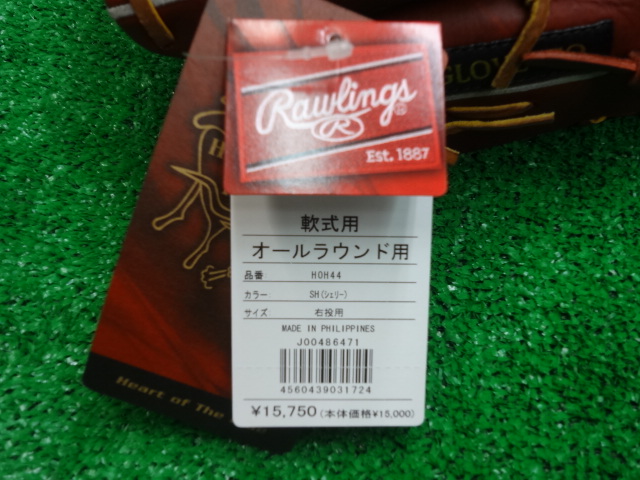 GLOVE
Rawlings
R
Est. 1887
軟式用
オールラウンド用
品番: HOH44
カラー: SH(シェリー)
サイズ: 右投用
MADE IN PHILIPPINES
J00486471
4560439031724
¥15,750(本体価格¥15,000)
Heart of The